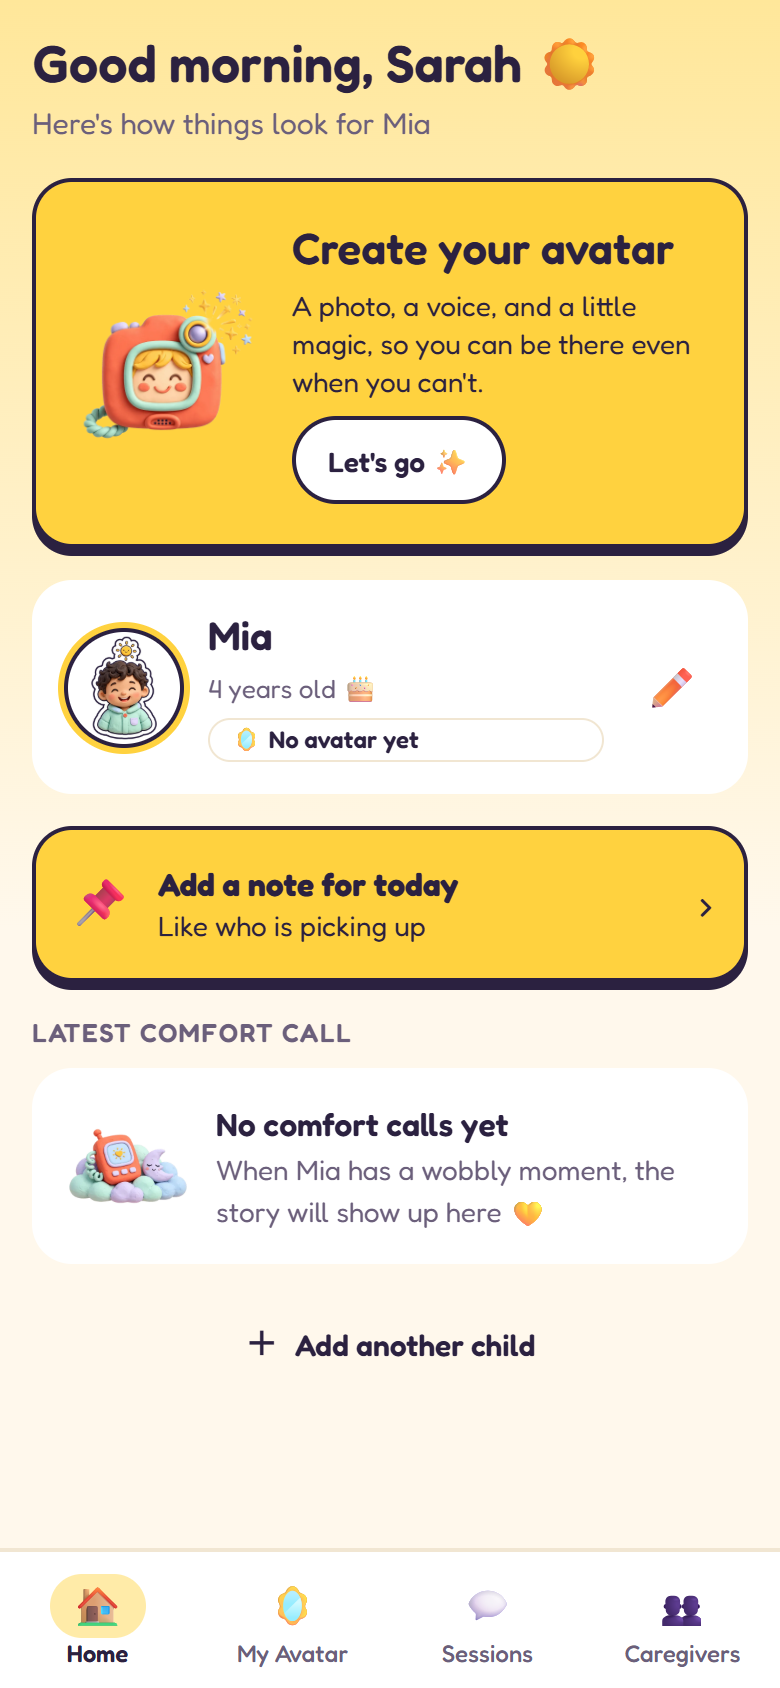 Good morning, Sarah
Here's how things look for Mia
Create your avatar
A photo, a voice, and a little
magic, so you can be there even
when you can't.
Let's go
Mia
4 years old
No avatar yet
Add a note for today
Like who is picking up
LATEST COMFORT CALL
No comfort calls yet
When Mia has a wobbly moment, the
story will show up here
+ Add another child
Home
My Avatar
Sessions
Caregivers